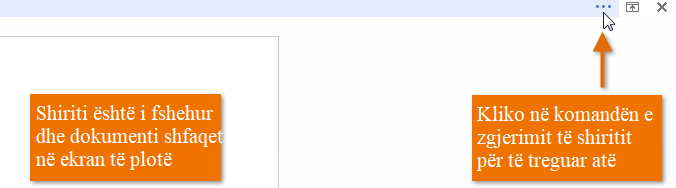 Shiriti është i fshehur
dhe dokumenti shfaqet
në ekran të plotë
Kliko në komandën e
zgjerimit të shiritit
për të treguar atë